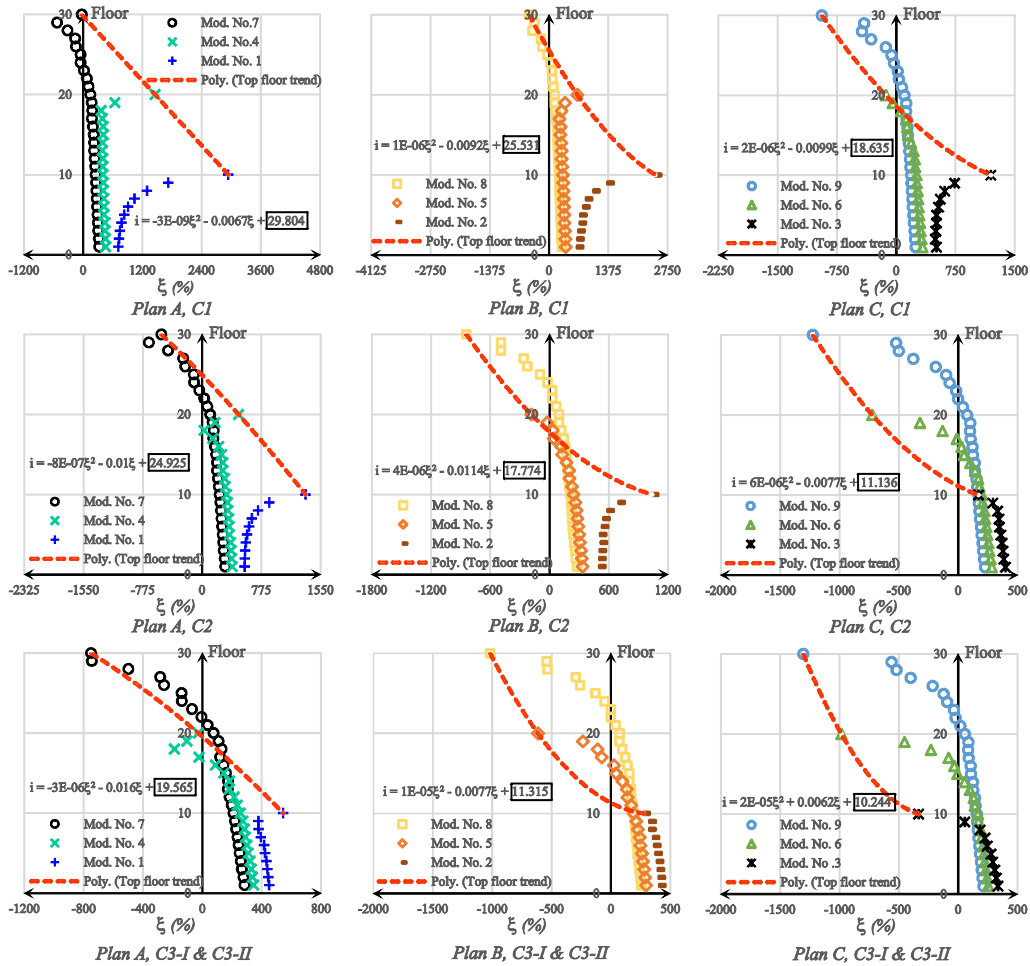 Floor
30
20
10
0
Mod. No.7
Mod. No.4
Mod. No. 1
Poly. (Top floor trend)
i = -3E-09ξ² - 0.0067ξ + 29.804
-1200 0 1200 2400 3600 4800
ξ (%)
Plan A, C1
Floor
30
20
10
0
i = 1E-06ξ² - 0.0092ξ + 25.531
Mod. No. 8
Mod. No. 5
Mod. No. 2
Poly. (Top floor trend)
-4125 -2750 -1375 0 1375 2750
ξ (%)
Plan B, C1
Floor
30
20
10
0
i = 2E-06ξ² - 0.0099ξ + 18.635
Mod. No. 9
Mod. No. 6
Mod. No. 3
Poly. (Top floor trend)
-2250 -1500 -750 0 750 1500
ξ (%)
Plan C, C1
Floor
30
20
10
0
i = -8E-07ξ² - 0.01ξ + 24.925
Mod. No. 7
Mod. No. 4
Mod. No. 1
Poly. (Top floor trend)
-2325 -1550 -775 0 775 1550
ξ (%)
Plan A, C2
Floor
30
20
10
0
i = 4E-06ξ² - 0.0114ξ + 17.774
Mod. No. 8
Mod. No. 5
Mod. No. 2
Poly. (Top floor trend)
-1800 -1200 -600 0 600 1200
ξ (%)
Plan B, C2
Floor
30
20
10
0
i = 6E-06ξ² - 0.0077ξ + 11.136
Mod. No. 9
Mod. No. 6
Mod. No. 3
Poly. (Top floor trend)
-2000 -1500 -1000 -500 0 500
ξ (%)
Plan C, C2
Floor
30
20
10
0
i = -3E-06ξ² - 0.016ξ + 19.565
Mod. No. 7
Mod. No. 4
Mod. No. 1
Poly. (Top floor trend)
-1200 -800 -400 0 400 800
ξ (%)
Plan A, C3-I & C3-II
Floor
30
20
10
0
i = 1E-05ξ² - 0.0077ξ + 11.315
Mod. No. 8
Mod. No. 5
Mod. No. 2
Poly. (Top floor trend)
-2000 -1500 -1000 -500 0 500
ξ (%)
Plan B, C3-I & C3-II
Floor
30
20
10
0
i = 2E-05ξ² + 0.0062ξ + 10.244
Mod. No. 9
Mod. No. 6
Mod. No. 3
Poly. (Top floor trend)
-2000 -1500 -1000 -500 0 500
ξ (%)
Plan C, C3-I & C3-II